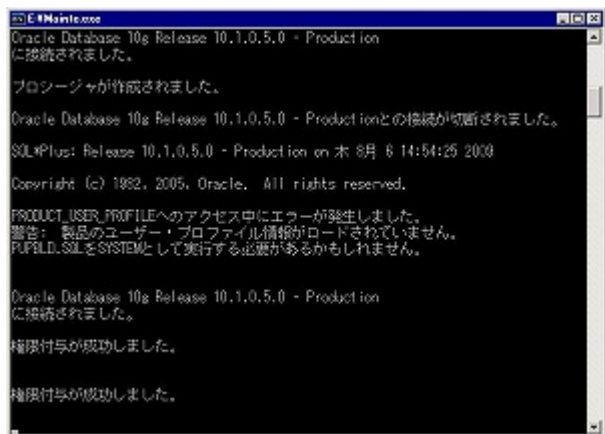 E:¥Mainte.exe
Oracle Database 10g Release 10.1.0.5.0 - Production
に接続されました。
プロシージャが作成されました。
Oracle Database 10g Release 10.1.0.5.0 - Productionとの接続が切断されました。
SQL*Plus: Release 10.1.0.5.0 - Production on 木 8月 6 14:54:25 2009
Copyright (c) 1982, 2005, Oracle. All rights reserved.
PRODUCT_USER_PROFILEへのアクセス中にエラーが発生しました。
警告: 製品のユーザー・プロファイル情報がロードされていません。
PUPBLD.SQLをSYSTEMとして実行する必要があるかもしれません。
Oracle Database 10g Release 10.1.0.5.0 - Production
に接続されました。
権限付与が成功しました。
権限付与が成功しました。